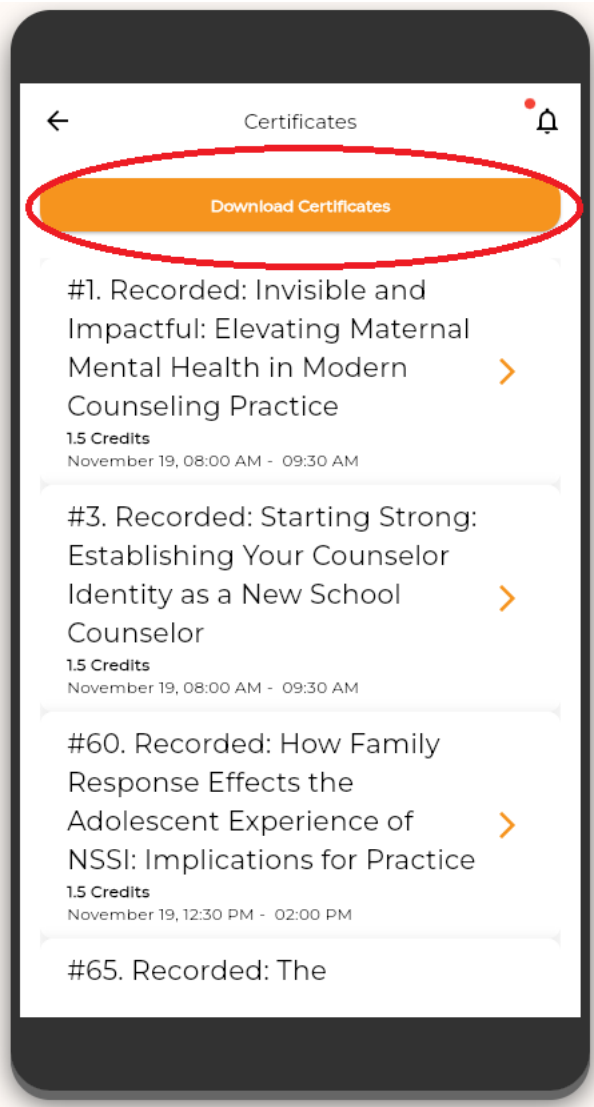 Certificates
Download Certificates
#1. Recorded: Invisible and
Impactful: Elevating Maternal
Mental Health in Modern
Counseling Practice
1.5 Credits
November 19, 08:00 AM - 09:30 AM
#3. Recorded: Starting Strong:
Establishing Your Counselor
Identity as a New School
Counselor
1.5 Credits
November 19, 08:00 AM - 09:30 AM
#60. Recorded: How Family
Response Effects the
Adolescent Experience of
NSSI: Implications for Practice
1.5 Credits
November 19, 12:30 PM - 02:00 PM
#65. Recorded: The